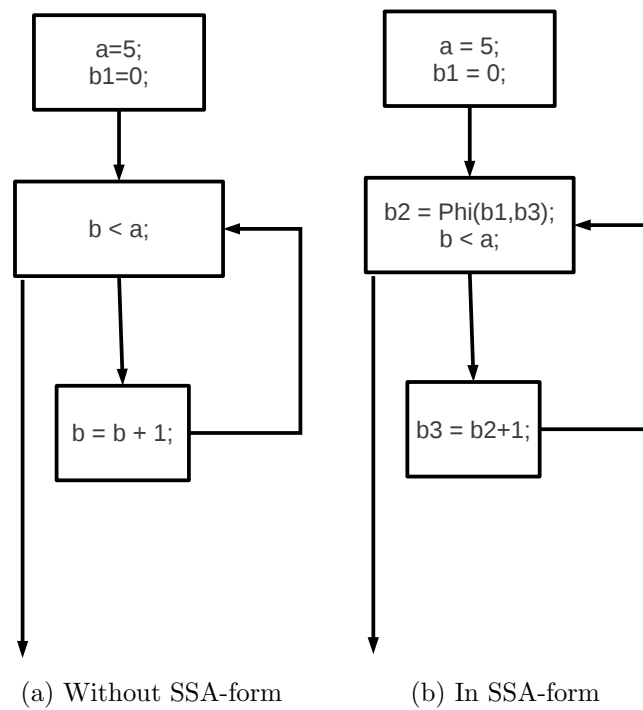 a=5;
b1=0;
b < a;
b = b + 1;
(a) Without SSA-form
a = 5;
b1 = 0;
b2 = Phi(b1,b3);
b < a;
b3 = b2+1;
(b) In SSA-form